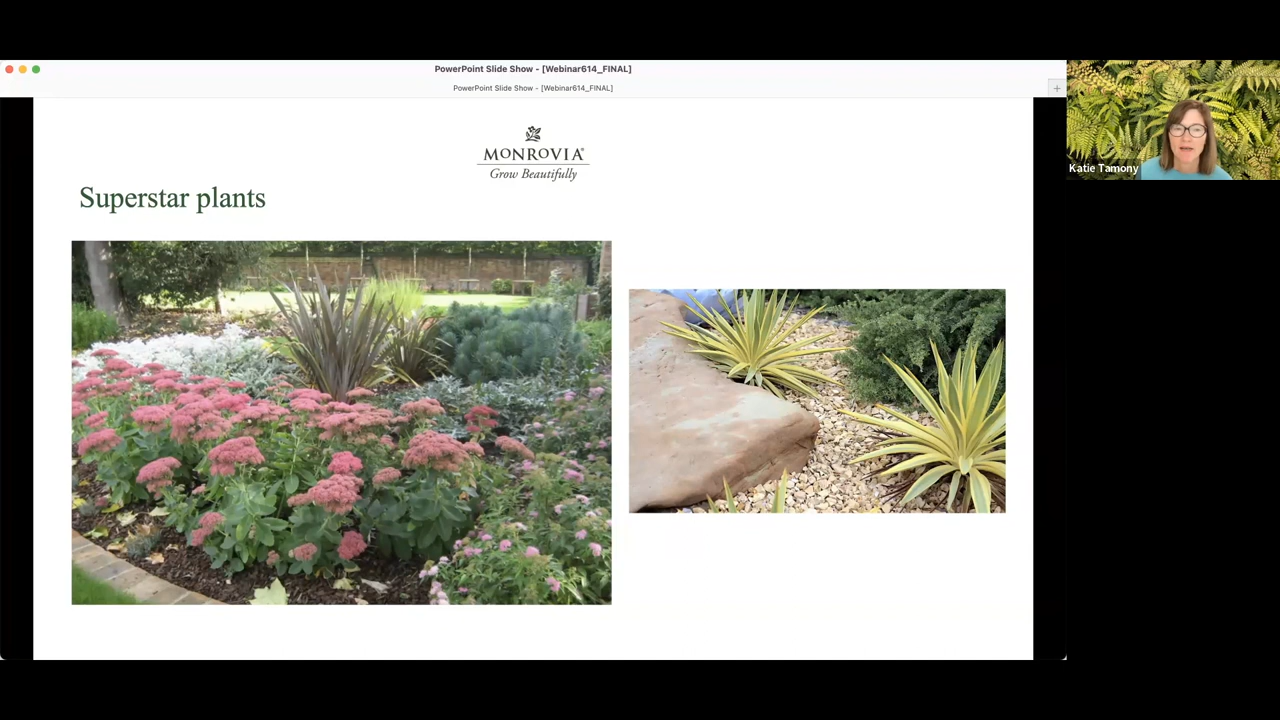 PowerPoint Slide Show - [Webinar614_FINAL]
PowerPoint Slide Show - [Webinar614_FINAL]
MONROVIA®
Grow Beautifully
Superstar plants
Katie Tamony